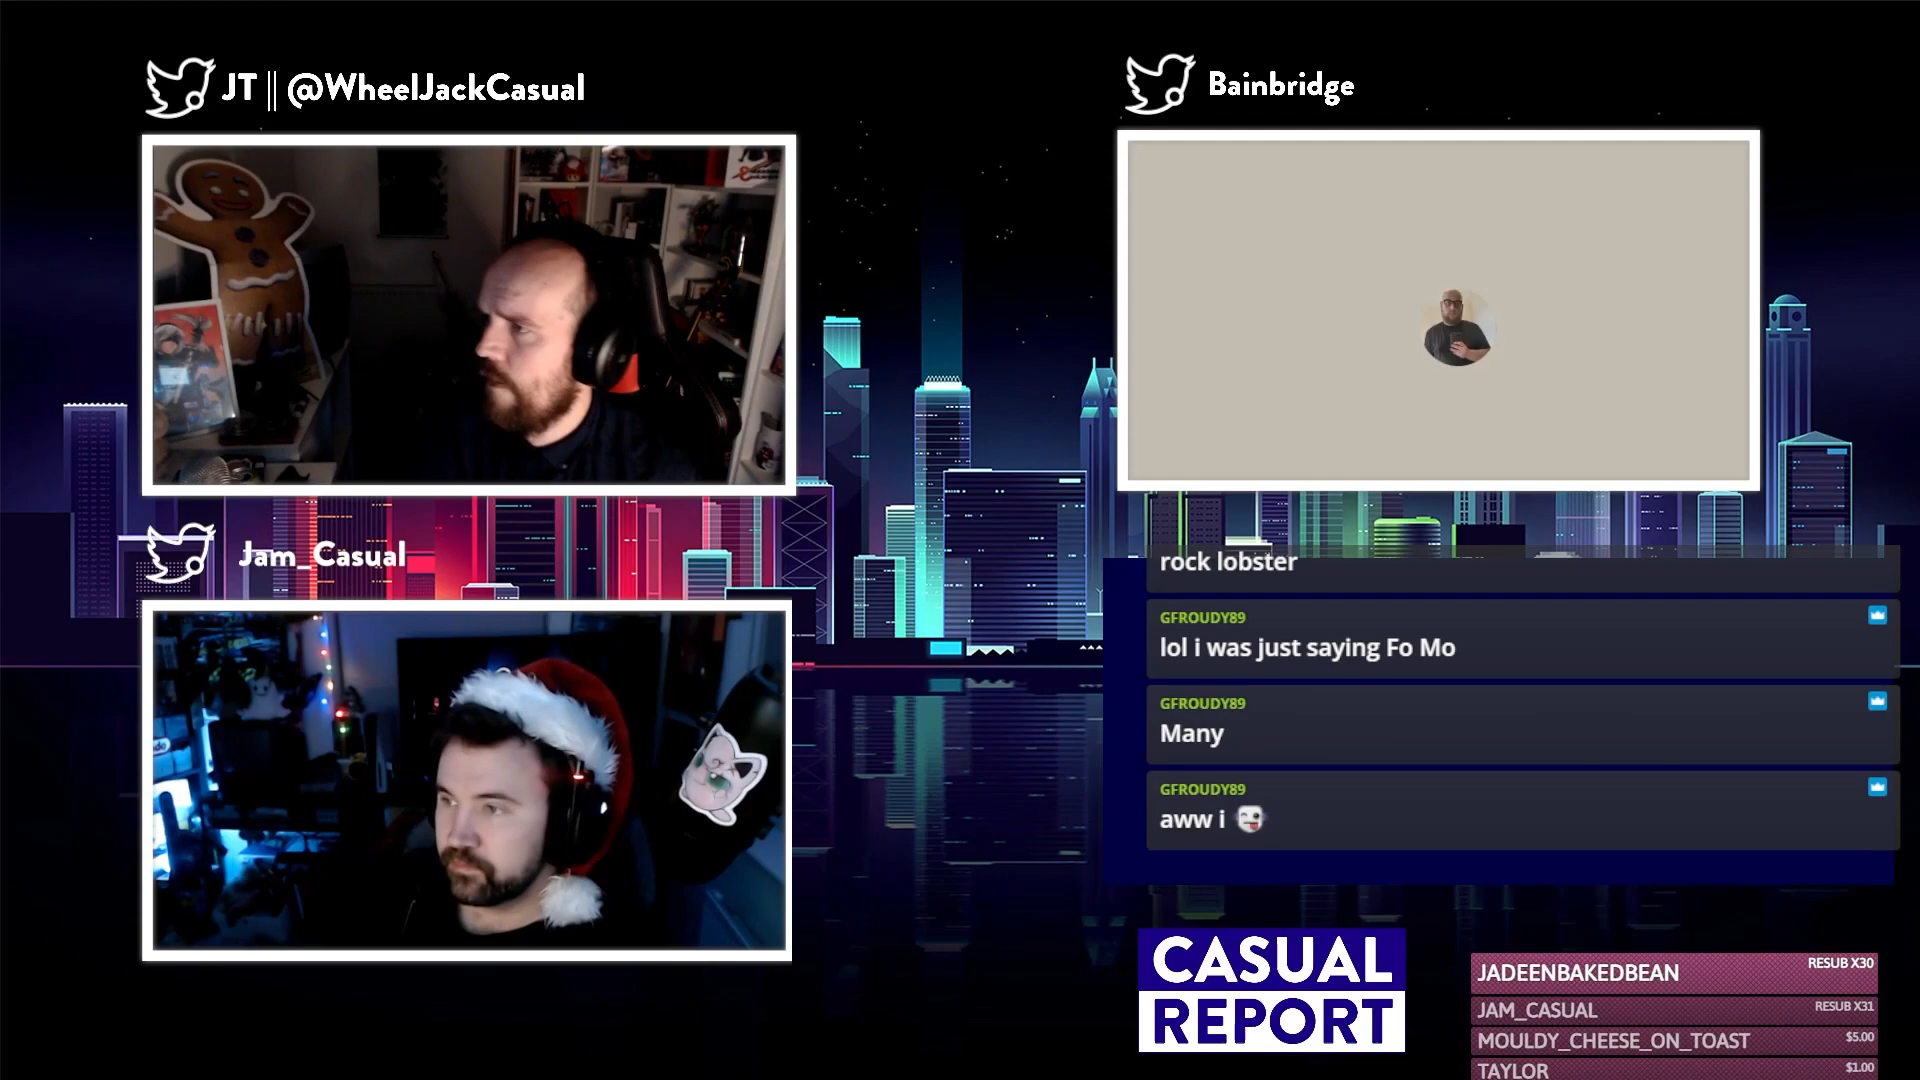 JT || @WheelJackCasual
Bainbridge
Jam_Casual
rock lobster
GFROUDY89
lol i was just saying Fo Mo
GFROUDY89
Many
GFROUDY89
aww i
CASUAL
REPORT
JADEENBAKEDBEAN RESUB X30
JAM_CASUAL RESUB X31
MOULDY_CHEESE_ON_TOAST $5.00
TAYLOR $1.00